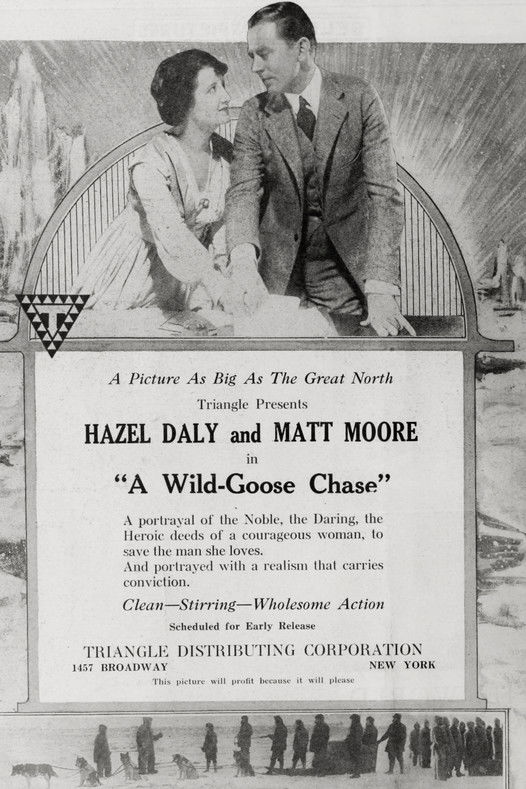 T
A Picture As Big As The Great North
Triangle Presents
HAZEL DALY and MATT MOORE
in
"A Wild-Goose Chase"
A portrayal of the Noble, the Daring, the
Heroic deeds of a courageous woman, to
save the man she loves.
And portrayed with a realism that carries
conviction.
Clean—Stirring—Wholesome Action
Scheduled for Early Release
TRIANGLE DISTRIBUTING CORPORATION
1457 BROADWAY NEW YORK
This picture will profit because it will please